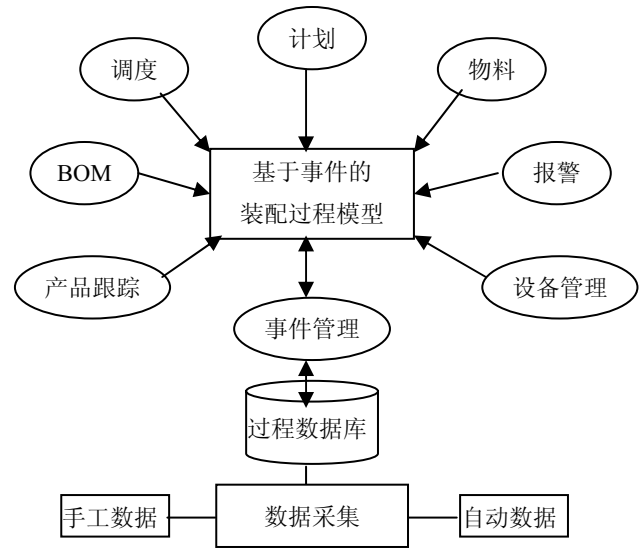 计划
调度
物料
BOM
基于事件的
装配过程模型
报警
产品跟踪
设备管理
事件管理
过程数据库
手工数据
数据采集
自动数据